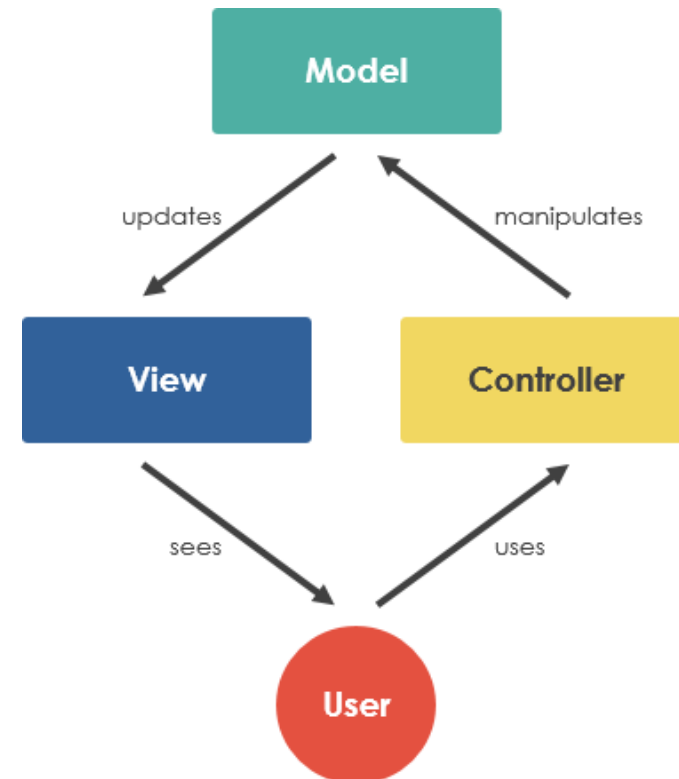 Model
updates
manipulates
View
Controller
sees
uses
User